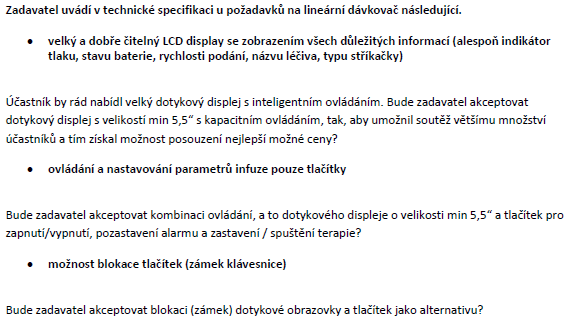 Zadavatel uvádí v technické specifikaci u požadavků na lineární dávkovač následující.
• velký a dobře čitelný LCD display se zobrazením všech důležitých informací (alespoň indikátor
tlaku, stavu baterie, rychlosti podání, názvu léčiva, typu stříkačky)
Účastník by rád nabídl velký dotykový displej s inteligentním ovládáním. Bude zadavatel akceptovat
dotykový displej s velikostí min 5,5“ s kapacitním ovládáním, tak, aby umožnil soutěž většímu množství
účastníků a tím získal možnost posouzení nejlepší možné ceny?
• ovládání a nastavování parametrů infuze pouze tlačítky
Bude zadavatel akceptovat kombinaci ovládání, a to dotykového displeje o velikosti min 5,5“ a tlačítek pro
zapnutí/vypnutí, pozastavení alarmu a zastavení / spuštění terapie?
• možnost blokace tlačítek (zámek klávesnice)
Bude zadavatel akceptovat blokaci (zámek) dotykové obrazovky a tlačítek jako alternativu?